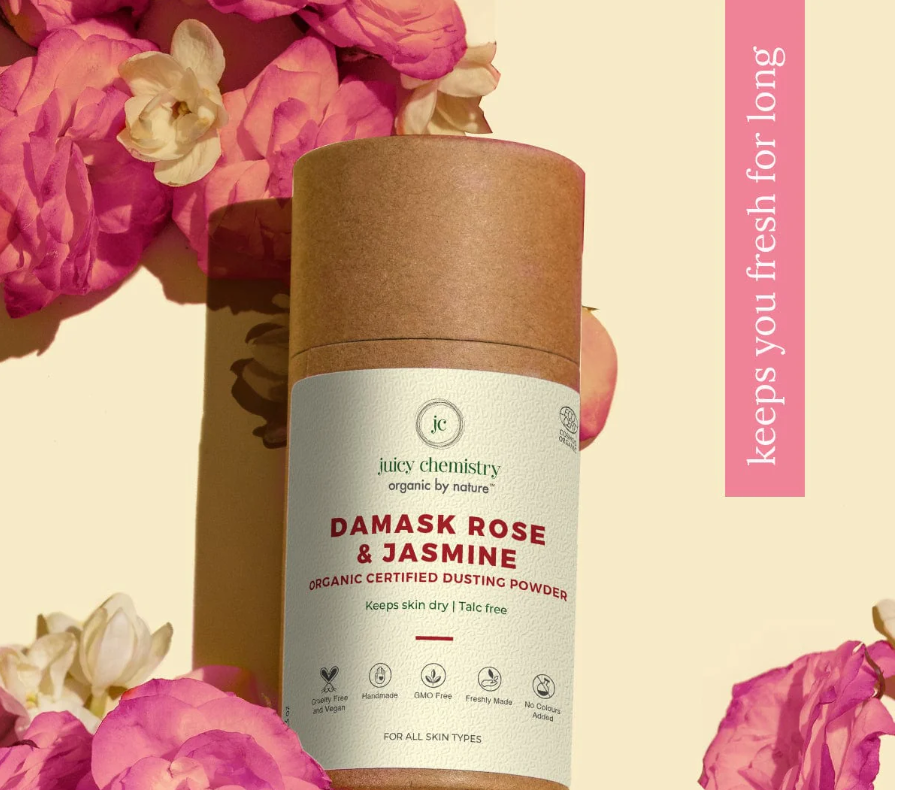 keeps you fresh for long
jc
juicy chemistry
organic by nature™
DAMASK ROSE
& JASMINE
ORGANIC CERTIFIED DUSTING POWDER
Keeps skin dry | Talc free
Cruelty Free
and Vegan
Handmade
GMO Free
Freshly Made
No Colours
Added
FOR ALL SKIN TYPES